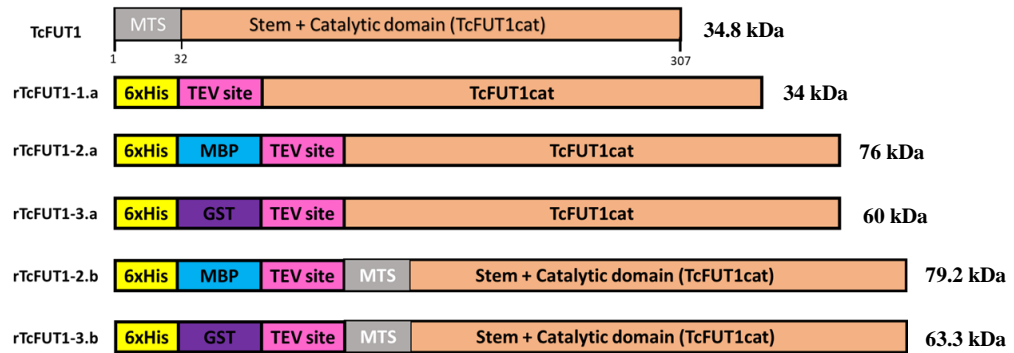 TcFUT1 MTS Stem + Catalytic domain (TcFUT1cat) 34.8 kDa
1 32 307
rTcFUT1-1.a 6xHis TEV site TcFUT1cat 34 kDa
rTcFUT1-2.a 6xHis MBP TEV site TcFUT1cat 76 kDa
rTcFUT1-3.a 6xHis GST TEV site TcFUT1cat 60 kDa
rTcFUT1-2.b 6xHis MBP TEV site MTS Stem + Catalytic domain (TcFUT1cat) 79.2 kDa
rTcFUT1-3.b 6xHis GST TEV site MTS Stem + Catalytic domain (TcFUT1cat) 63.3 kDa